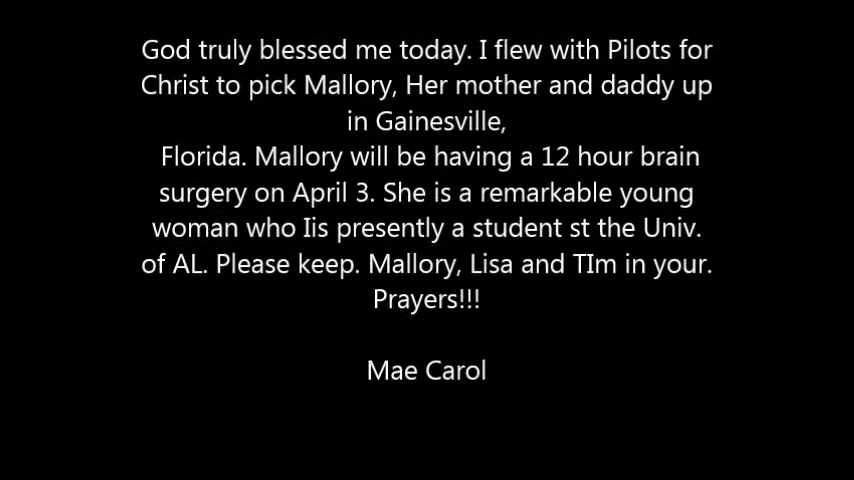 God truly blessed me today. I flew with Pilots for
Christ to pick Mallory, Her mother and daddy up
in Gainesville,
Florida. Mallory will be having a 12 hour brain
surgery on April 3. She is a remarkable young
woman who Iis presently a student st the Univ.
of AL. Please keep. Mallory, Lisa and TIm in your.
Prayers!!!
Mae Carol